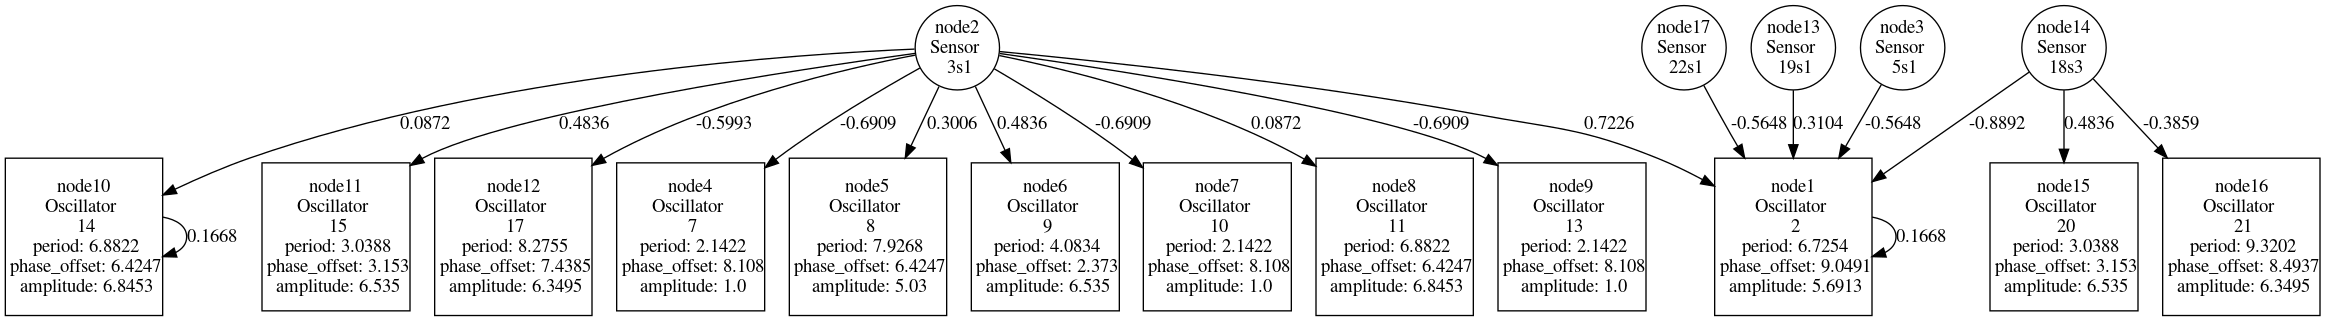 node2
Sensor
3s1
node17
Sensor
22s1
node13
Sensor
19s1
node3
Sensor
5s1
node14
Sensor
18s3
0.0872
0.4836
-0.5993
-0.6909
0.3006
0.4836
-0.6909
0.0872
-0.6909
0.7226
-0.5648
0.3104
-0.5648
-0.8892
0.4836
-0.3859
node10
Oscillator
14
period: 6.8822
phase_offset: 6.4247
amplitude: 6.8453
0.1668
node11
Oscillator
15
period: 3.0388
phase_offset: 3.153
amplitude: 6.535
node12
Oscillator
17
period: 8.2755
phase_offset: 7.4385
amplitude: 6.3495
node4
Oscillator
7
period: 2.1422
phase_offset: 8.108
amplitude: 1.0
node5
Oscillator
8
period: 7.9268
phase_offset: 6.4247
amplitude: 5.03
node6
Oscillator
9
period: 4.0834
phase_offset: 2.373
amplitude: 6.535
node7
Oscillator
10
period: 2.1422
phase_offset: 8.108
amplitude: 1.0
node8
Oscillator
11
period: 6.8822
phase_offset: 6.4247
amplitude: 6.8453
node9
Oscillator
13
period: 2.1422
phase_offset: 8.108
amplitude: 1.0
node1
Oscillator
2
period: 6.7254
phase_offset: 9.0491
amplitude: 5.6913
0.1668
node15
Oscillator
20
period: 3.0388
phase_offset: 3.153
amplitude: 6.535
node16
Oscillator
21
period: 9.3202
phase_offset: 8.4937
amplitude: 6.3495